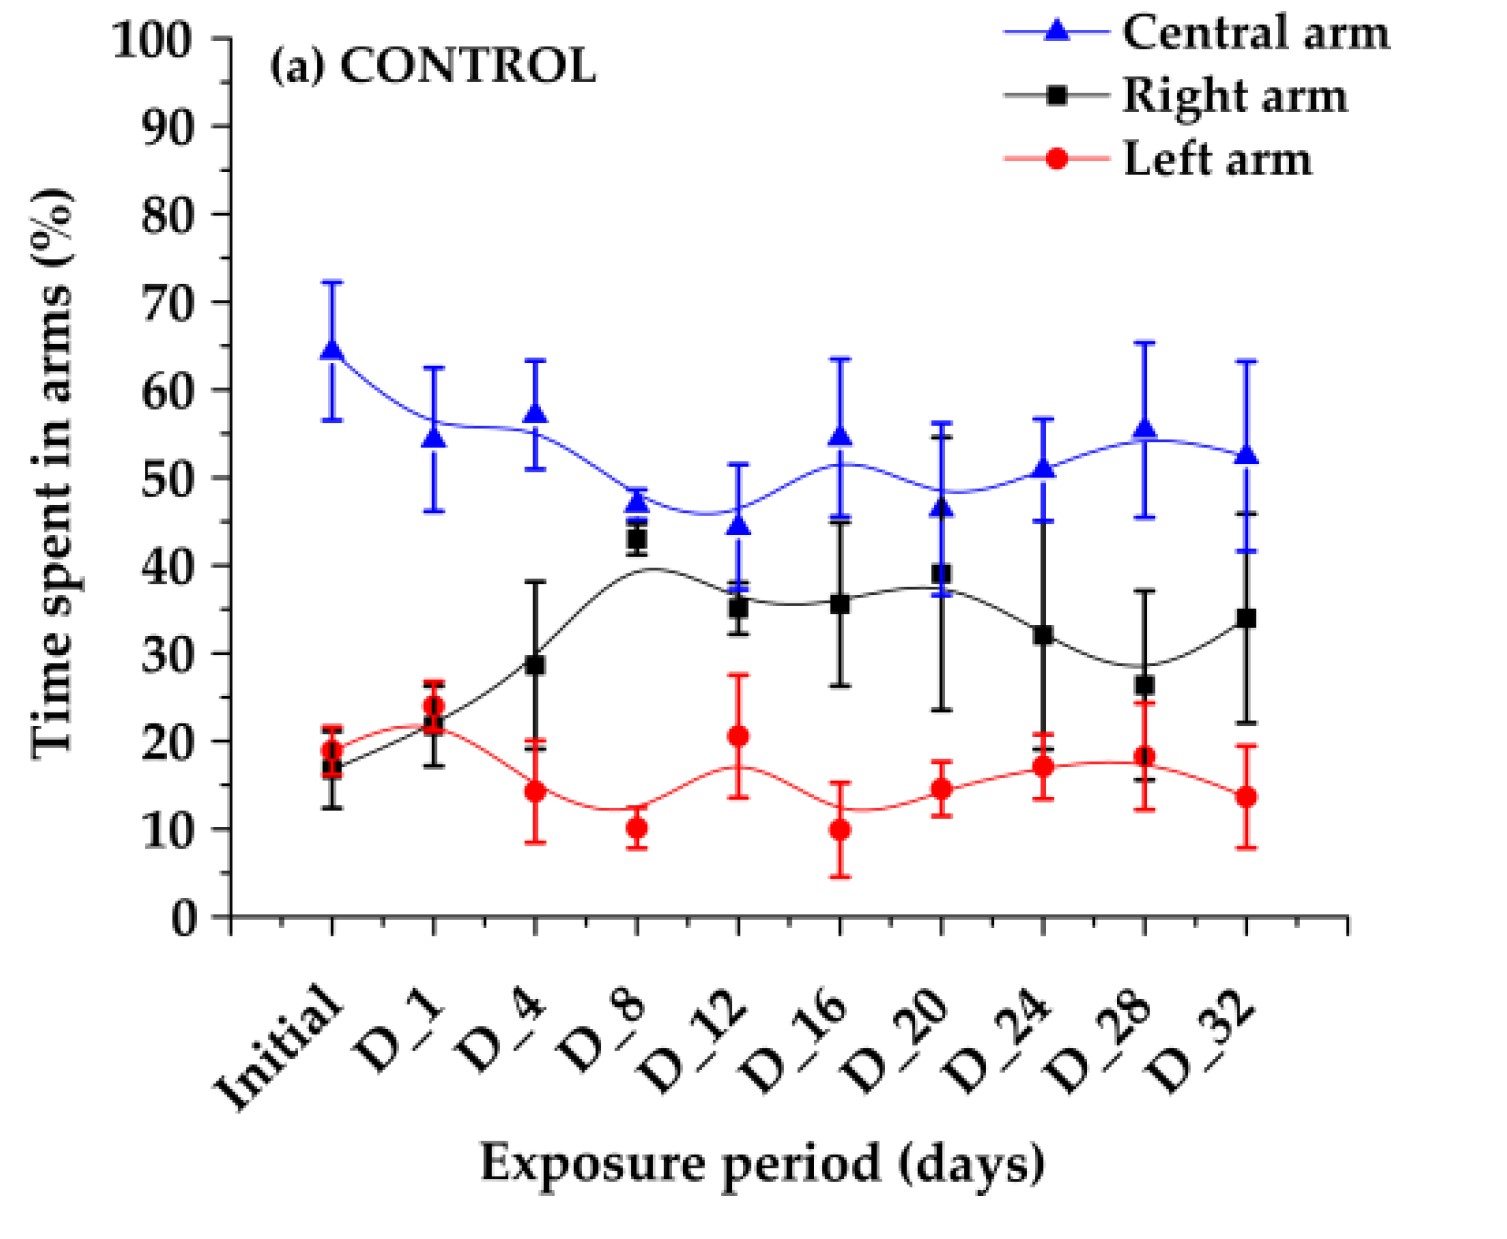 (a) CONTROL
Central arm
Right arm
Left arm
Time spent in arms (%)
100
90
80
70
60
50
40
30
20
10
0
Initial
D_1
D_4
D_8
D_12
D_16
D_20
D_24
D_28
D_32
Exposure period (days)